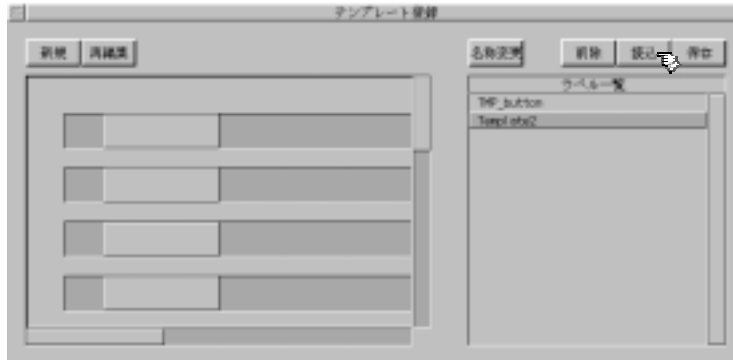 テンプレート登録
新規 再編集 名称変更 削除 読込 保存
ラベル一覧
TMP_button
Template2